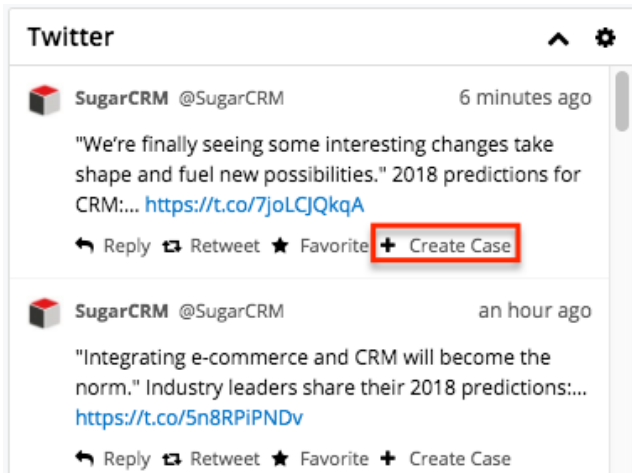 Twitter
SugarCRM @SugarCRM 6 minutes ago
"We're finally seeing some interesting changes take
shape and fuel new possibilities." 2018 predictions for
CRM:... https://t.co/7joLCJQkqA
Reply Retweet Favorite Create Case
SugarCRM @SugarCRM an hour ago
"Integrating e-commerce and CRM will become the
norm." Industry leaders share their 2018 predictions:...
https://t.co/5n8RPiPNDv
Reply Retweet Favorite Create Case